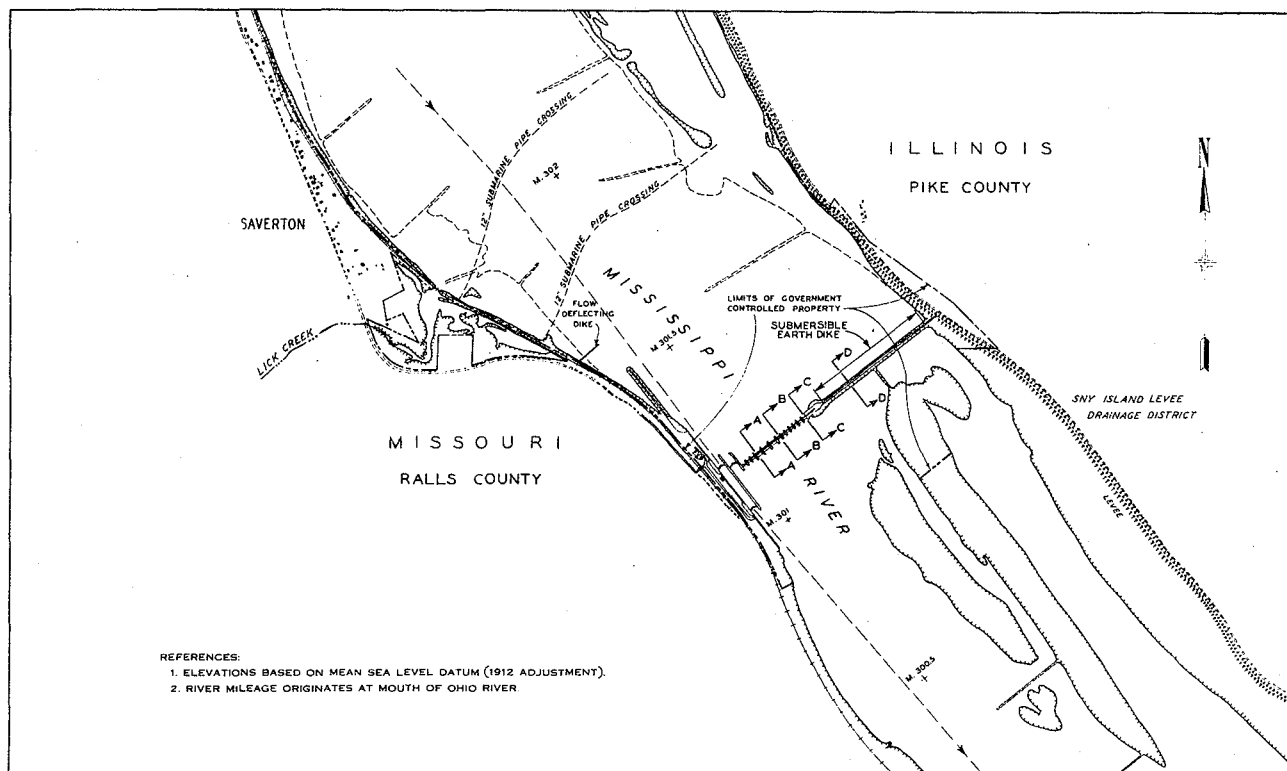 ILLINOIS
PIKE COUNTY
N
SAVERTON
12" SUBMARINE PIPE CROSSING
M-302
12" SUBMARINE PIPE CROSSING
LICK CREEK
FLOW
DEFLECTING
DIKE
MISSISSIPPI
RIVER
M-301.5
LIMITS OF GOVERNMENT
CONTROLLED PROPERTY
SUBMERSIBLE
EARTH DIKE
D
C
B
A
D
C
B
A
SNY ISLAND LEVEE
DRAINAGE DISTRICT
LEVEE
MISSOURI
RALLS COUNTY
M-301
M-300.5
REFERENCES:
1. ELEVATIONS BASED ON MEAN SEA LEVEL DATUM (1912 ADJUSTMENT).
2. RIVER MILEAGE ORIGINATES AT MOUTH OF OHIO RIVER.